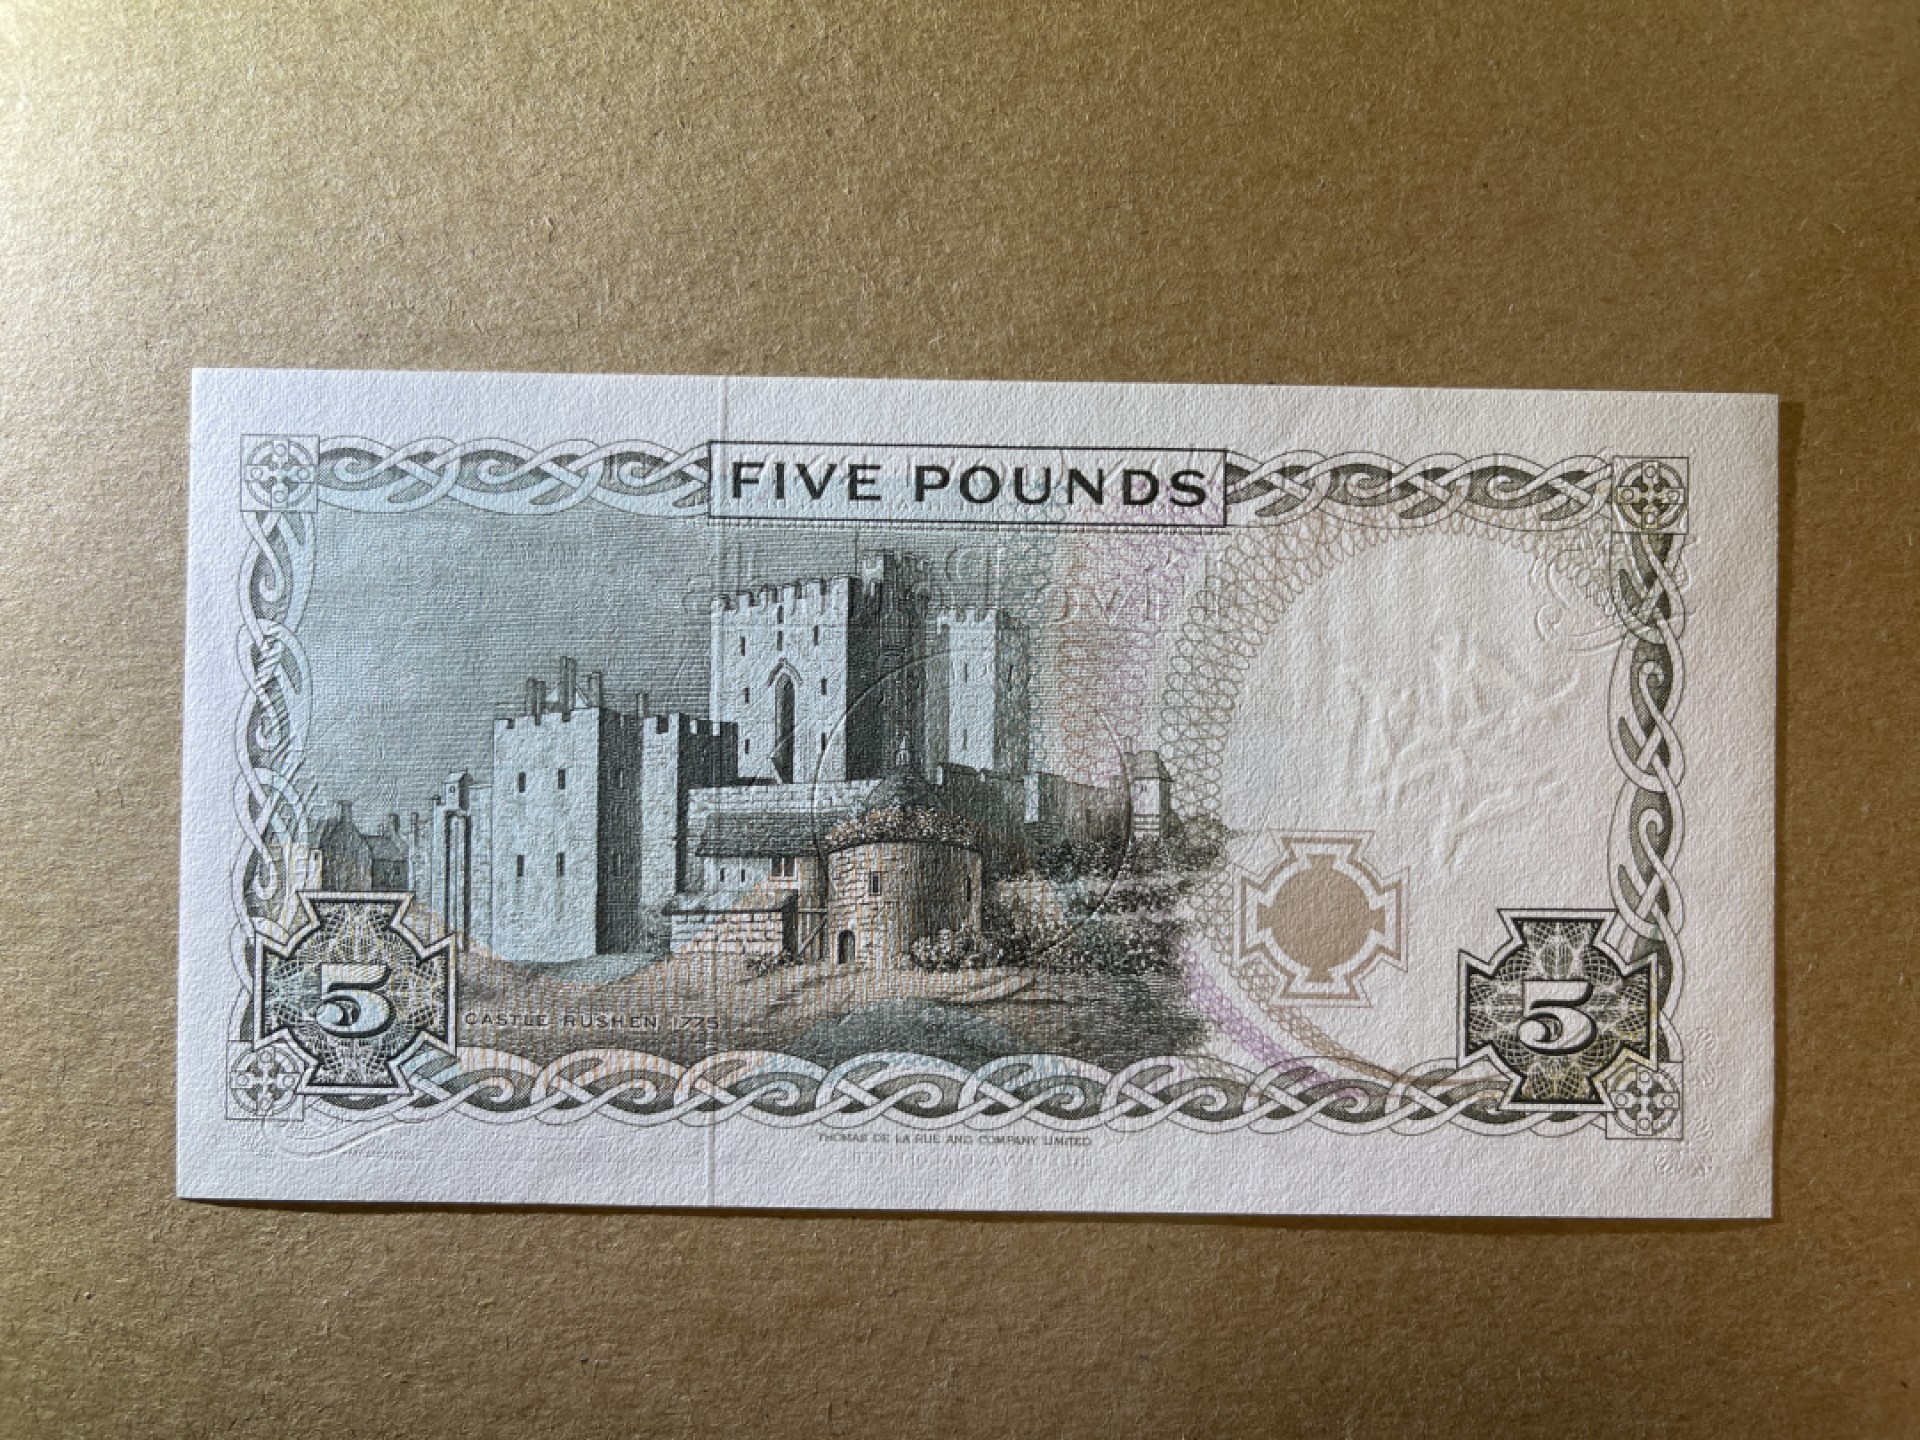 FIVE POUNDS
5
CASTLE RUSHEN 1775
5
THOMAS DE LA RUE AND COMPANY LIMITED